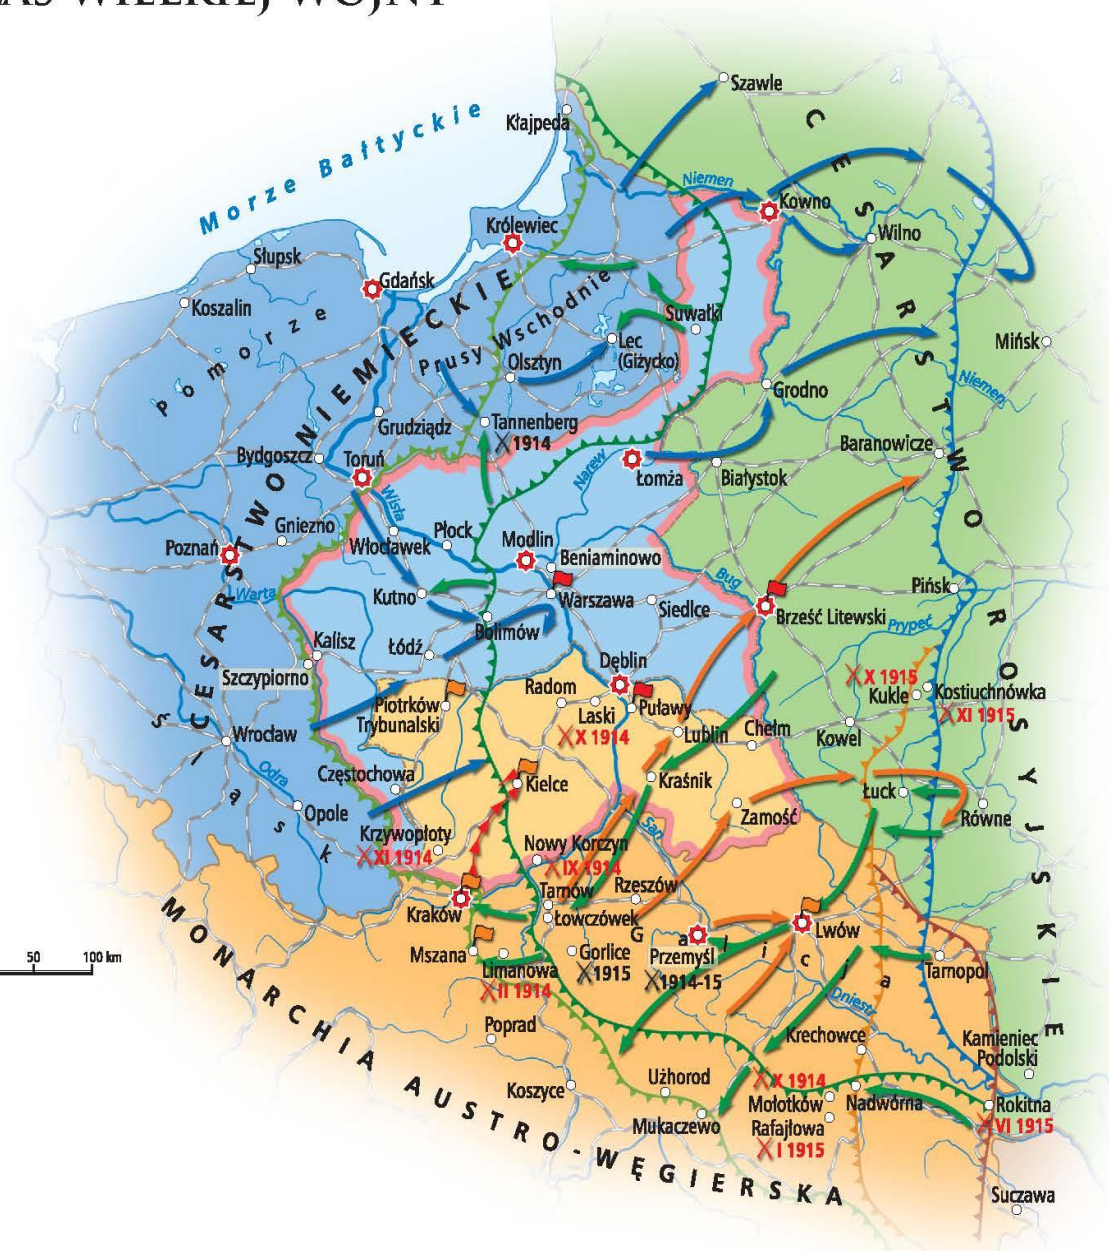 AS WIELKIEJ WOJNY
Szawle
Kłajpeda
Morze Bałtyckie
CESARSTWO ROSYJSKIE
Niemen
Kowno
Królewiec
Wilno
Słupsk
Gdańsk
Koszalin
Pomorze
CESARSTWO NIEMIECKIE
Prusy Wschodnie
Suwałki
Lec
(Giżycko)
Mińsk
Olsztyn
Grodno
Niemen
Grudziądz
Tannenberg
1914
Baranowicze
Bydgoszcz
Toruń
Narew
Łomża
Białystok
Wisła
Gniezno
Płock
Modlin
Poznań
Włocławek
Beniaminowo
Bug
Warta
Kutno
Warszawa
Siedlce
Pińsk
Brześć Litewski
Prypeć
Bolimów
Kalisz
Łódź
Szczypiorno
Dęblin
X 1915
Kukle
Kostiuchnówka
XI 1915
Radom
Piotrków
Trybunalski
Laski
X 1914
Puławy
Lublin
Chełm
Kowel
Śląsk
Wrocław
Odra
Częstochowa
Kielce
Kraśnik
Łuck
Opole
Zamość
Równe
Krzywopłoty
XI 1914
San
Nowy Korczyn
IX 1914
Tarnów
Rzeszów
Kraków
Łowczówek
Galicja
Lwów
Mszana
Gorlice
1915
Przemyśl
1914-15
Limanowa
II 1914
Tarnopol
50
100 km
MONARCHIA AUSTRO-WĘGIERSKA
Dniestr
Poprad
Krechowce
Kamieniec
Podolski
Koszyce
Użhorod
X 1914
Mołotków
Nadwórna
Rokitna
VI 1915
Mukaczewo
Rafajłowa
I 1915
Suczawa